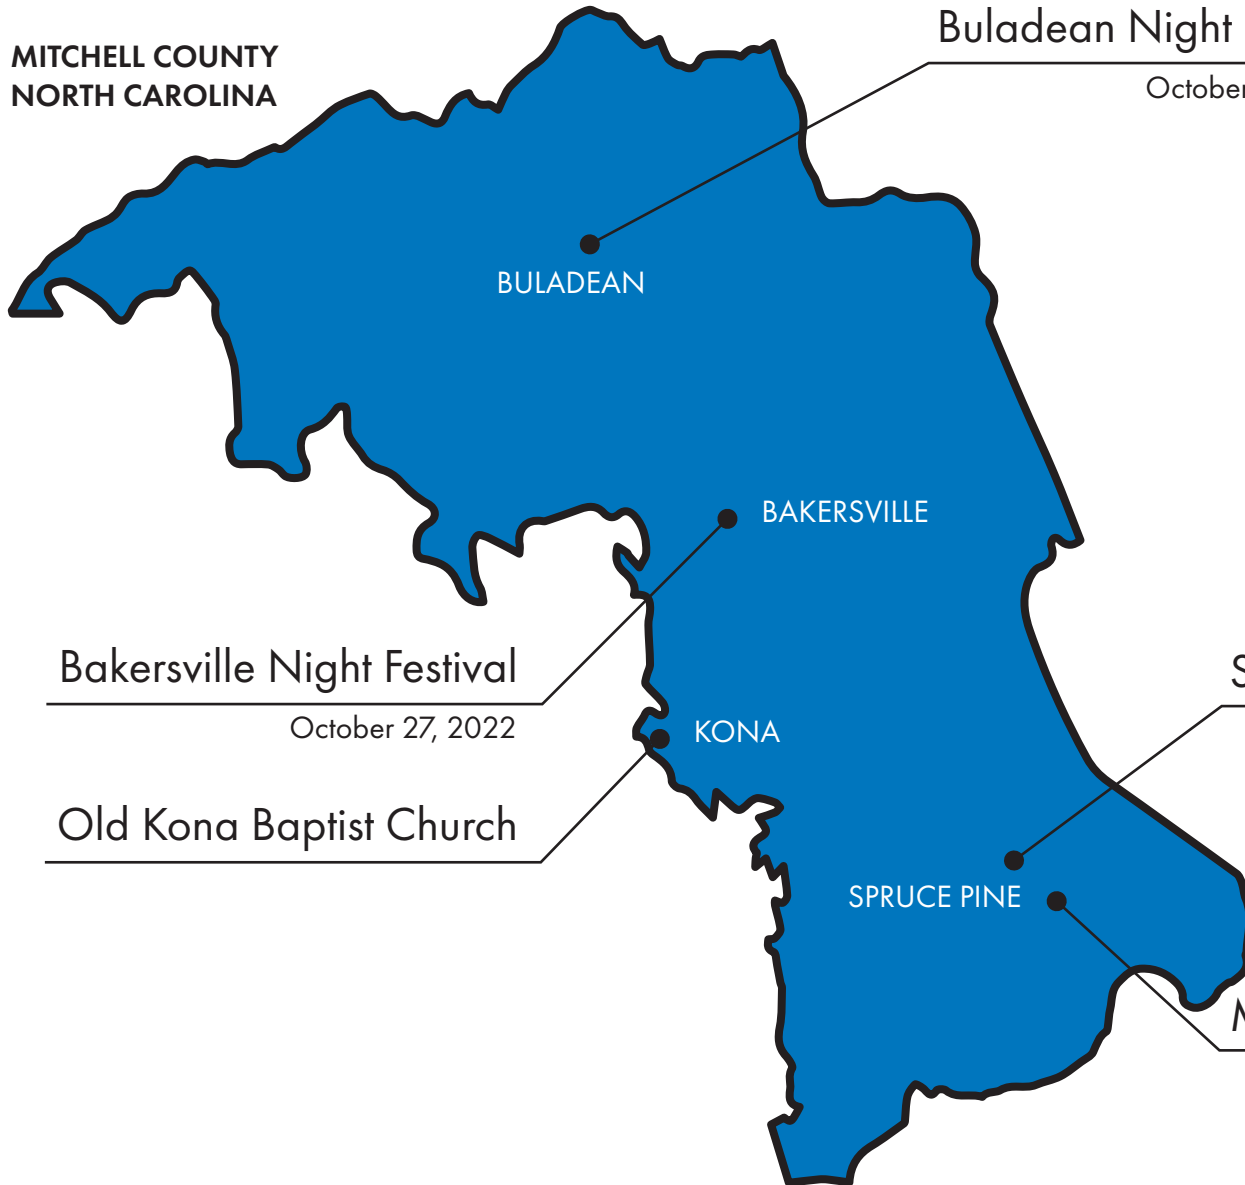 MITCHELL COUNTY
NORTH CAROLINA
Buladean Night
October
BULADEAN
BAKERSVILLE
Bakersville Night Festival
October 27, 2022
KONA
Old Kona Baptist Church
SPRUCE PINE